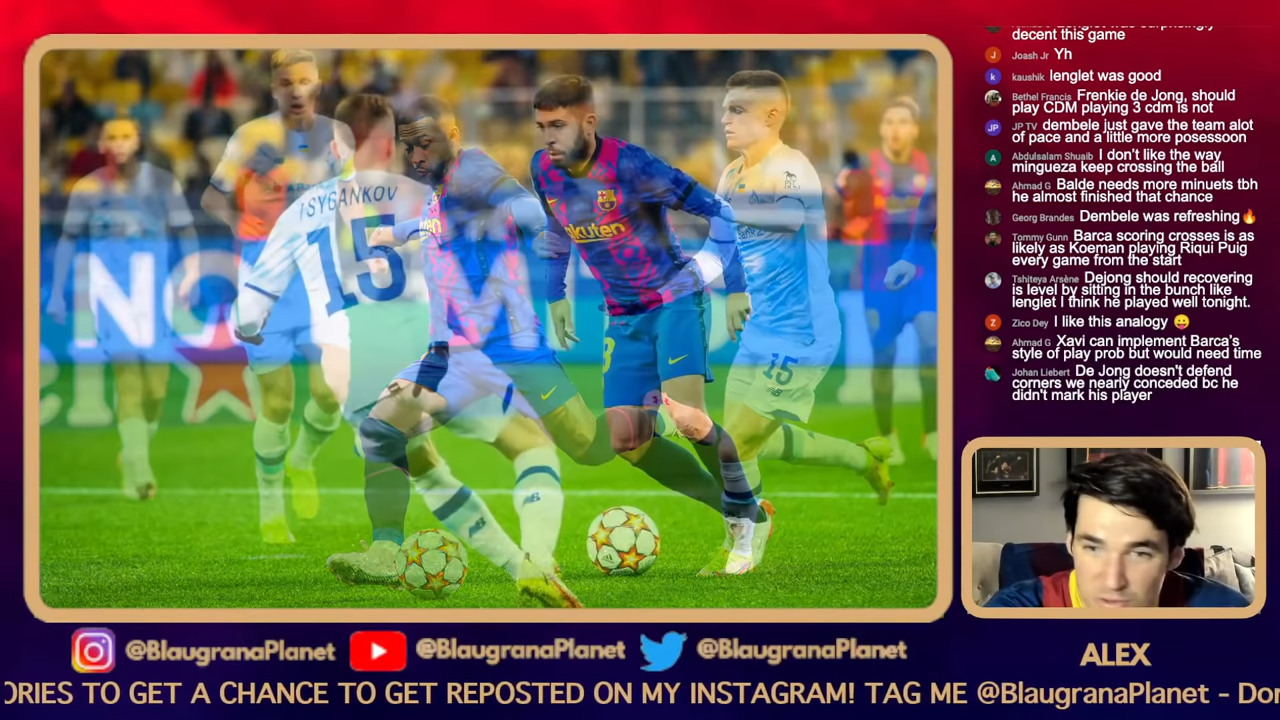 decent this game
Joash Jr Yh
kaushik lenglet was good
Bethel Francis Frenkie de Jong, should
play CDM playing 3 cdm is not
JP TV dembele just gave the team alot
of pace and a little more posessoon
Abdulsalam Shuaib I don't like the way
mingueza keep crossing the ball
Ahmad G Balde needs more minuets tbh
he almost finished that chance
Georg Brandes Dembele was refreshing🔥
Tommy Gunn Barca scoring crosses is as
likely as Koeman playing Riqui Puig
every game from the start
Tshiteya Arsène Dejong should recovering
is level by sitting in the bunch like
lenglet I think he played well tonight.
Zico Dey I like this analogy 😛
Ahmad G Xavi can implement Barca's
style of play prob but would need time
Johan Liebert De Jong doesn't defend
corners we nearly conceded bc he
didn't mark his player
TSYGANKOV
15
Rakuten
15
@BlaugranaPlanet @BlaugranaPlanet @BlaugranaPlanet
ALEX
ORIES TO GET A CHANCE TO GET REPOSTED ON MY INSTAGRAM! TAG ME @BlaugranaPlanet - Don